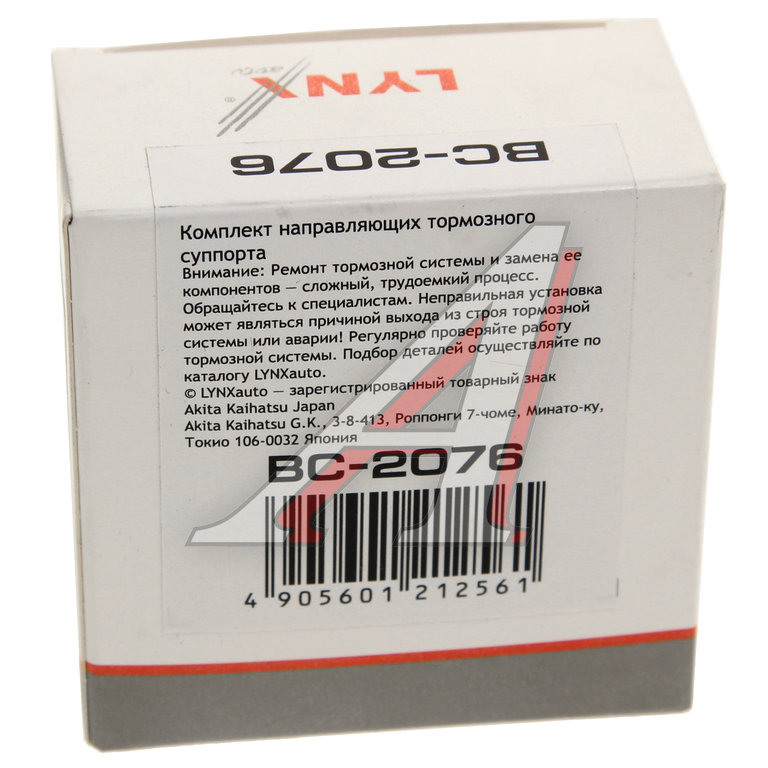 LYNX
auto
®
BC-2076
Комплект направляющих тормозного
суппорта
Внимание: Ремонт тормозной системы и замена ее
компонентов — сложный, трудоемкий процесс.
Обращайтесь к специалистам. Неправильная установка
может являться причиной выхода из строя тормозной
системы или аварии! Регулярно проверяйте работу
тормозной системы. Подбор деталей осуществляйте по
каталогу LYNXauto.
© LYNXauto — зарегистрированный товарный знак
Akita Kaihatsu Japan
Akita Kaihatsu G.K., 3-8-413, Роппонги 7-чоме, Минато-ку,
Токио 106-0032 Япония
BC-2076
4 905601 212561